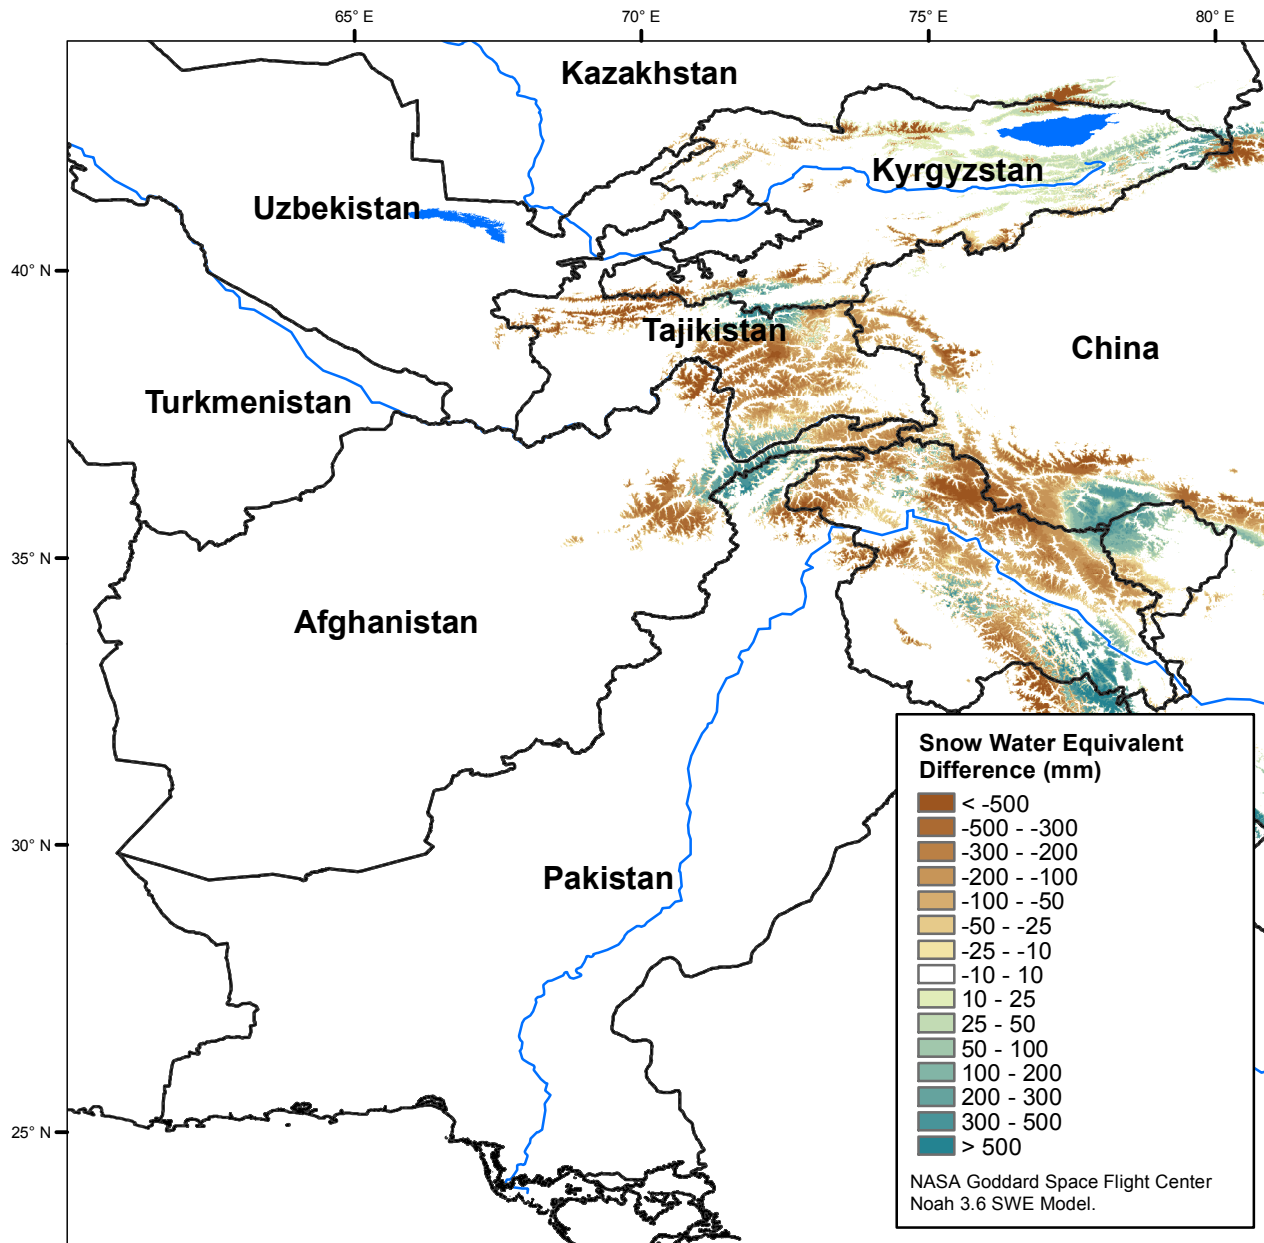 65° E
70° E
75° E
80° E
Kazakhstan
Kyrgyzstan
Uzbekistan
40° N
Tajikistan
China
Turkmenistan
35° N
Afghanistan
Snow Water Equivalent
Difference (mm)
< -500
-500 - -300
-300 - -200
-200 - -100
-100 - -50
-50 - -25
-25 - -10
-10 - 10
10 - 25
25 - 50
50 - 100
100 - 200
200 - 300
300 - 500
> 500
NASA Goddard Space Flight Center
Noah 3.6 SWE Model.
30° N
Pakistan
25° N